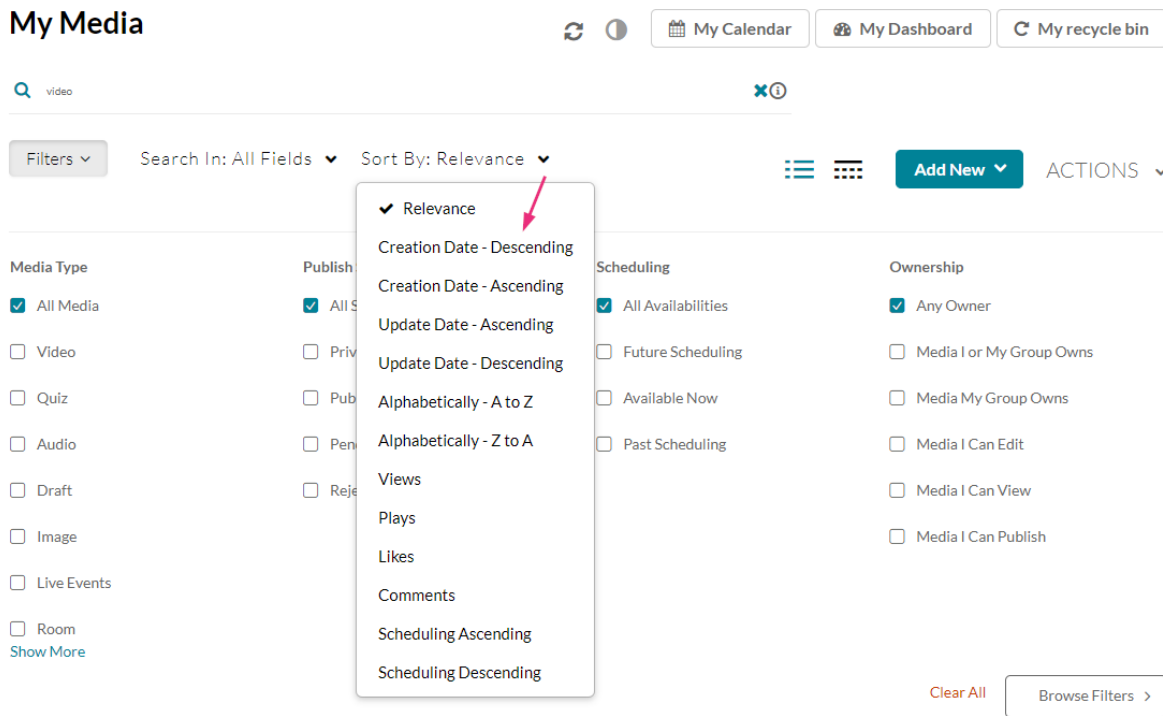 My Media
My Calendar
My Dashboard
My recycle bin
video
Filters
Search In: All Fields
Sort By: Relevance
Add New
ACTIONS
Relevance
Creation Date - Descending
Creation Date - Ascending
Update Date - Ascending
Update Date - Descending
Alphabetically - A to Z
Alphabetically - Z to A
Views
Plays
Likes
Comments
Scheduling Ascending
Scheduling Descending
Media Type
All Media
Video
Quiz
Audio
Draft
Image
Live Events
Room
Show More
Publish
All
Scheduling
All Availabilities
Future Scheduling
Available Now
Past Scheduling
Ownership
Any Owner
Media I or My Group Owns
Media My Group Owns
Media I Can Edit
Media I Can View
Media I Can Publish
Clear All
Browse Filters